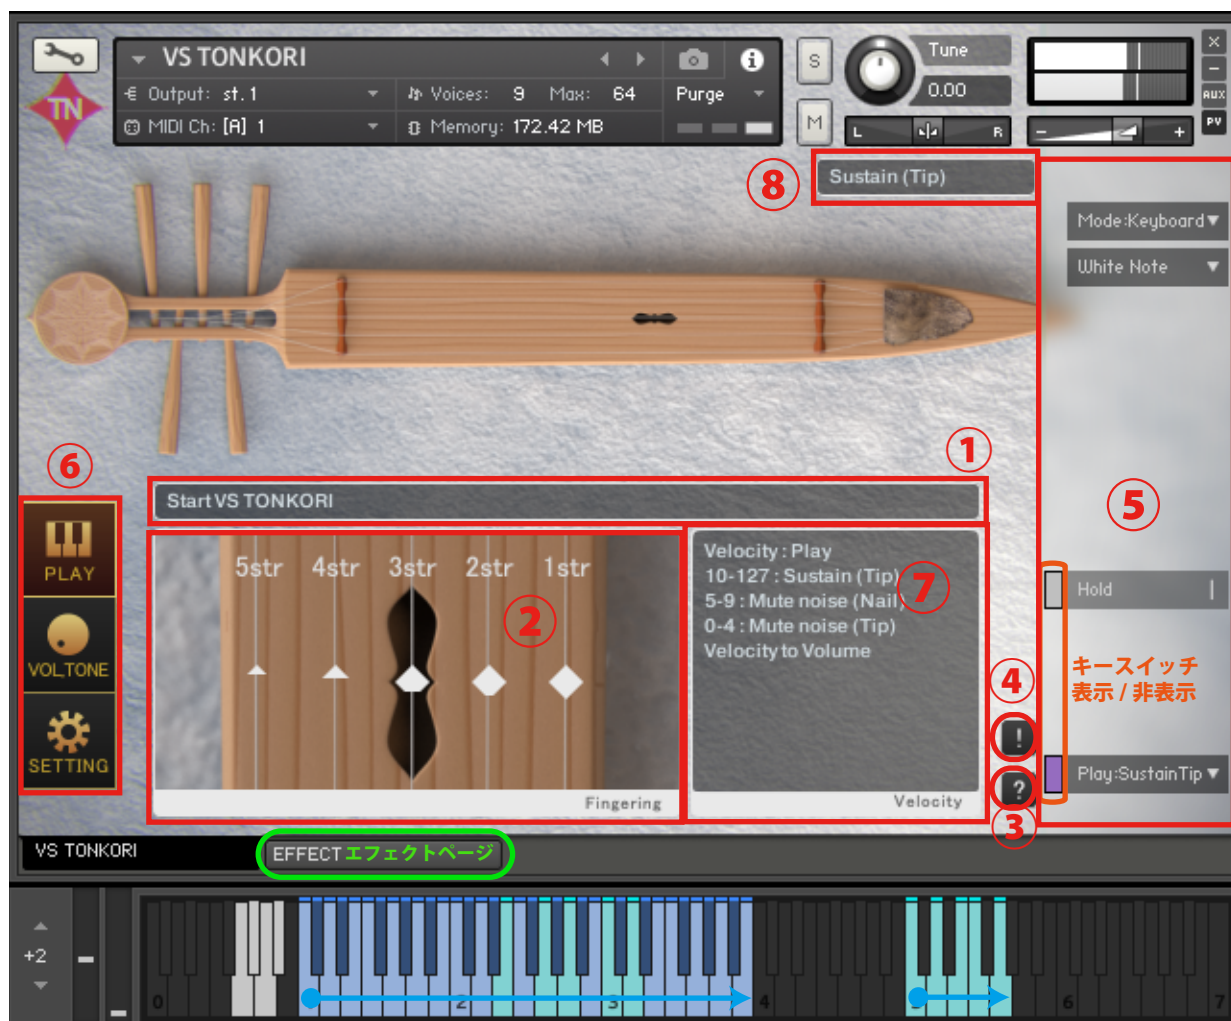 VS TONKORI
S
Tune
×
−
TN
Output: st.1
Voices: 9 Max: 64
Purge
0.00
AUX
MIDI Ch: [A] 1
Memory: 172.42 MB
M
L
R
−
+
PV
⑧
Sustain (Tip)
Mode:Keyboard
White Note
①
⑥
⑤
Start VS TONKORI
PLAY
5str 4str 3str 2str 1str
②
Velocity : Play
10-127 : Sustain (Tip)
5-9 : Mute noise (Nail)
0-4 : Mute noise (Tip)
Velocity to Volume
⑦
Hold
VOL,TONE
④
キースイッチ
表示 / 非表示
!
SETTING
?
Play:SustainTip
Fingering
Velocity
③
VS TONKORI
EFFECT エフェクトページ
+2
0
2
3
4
6
7